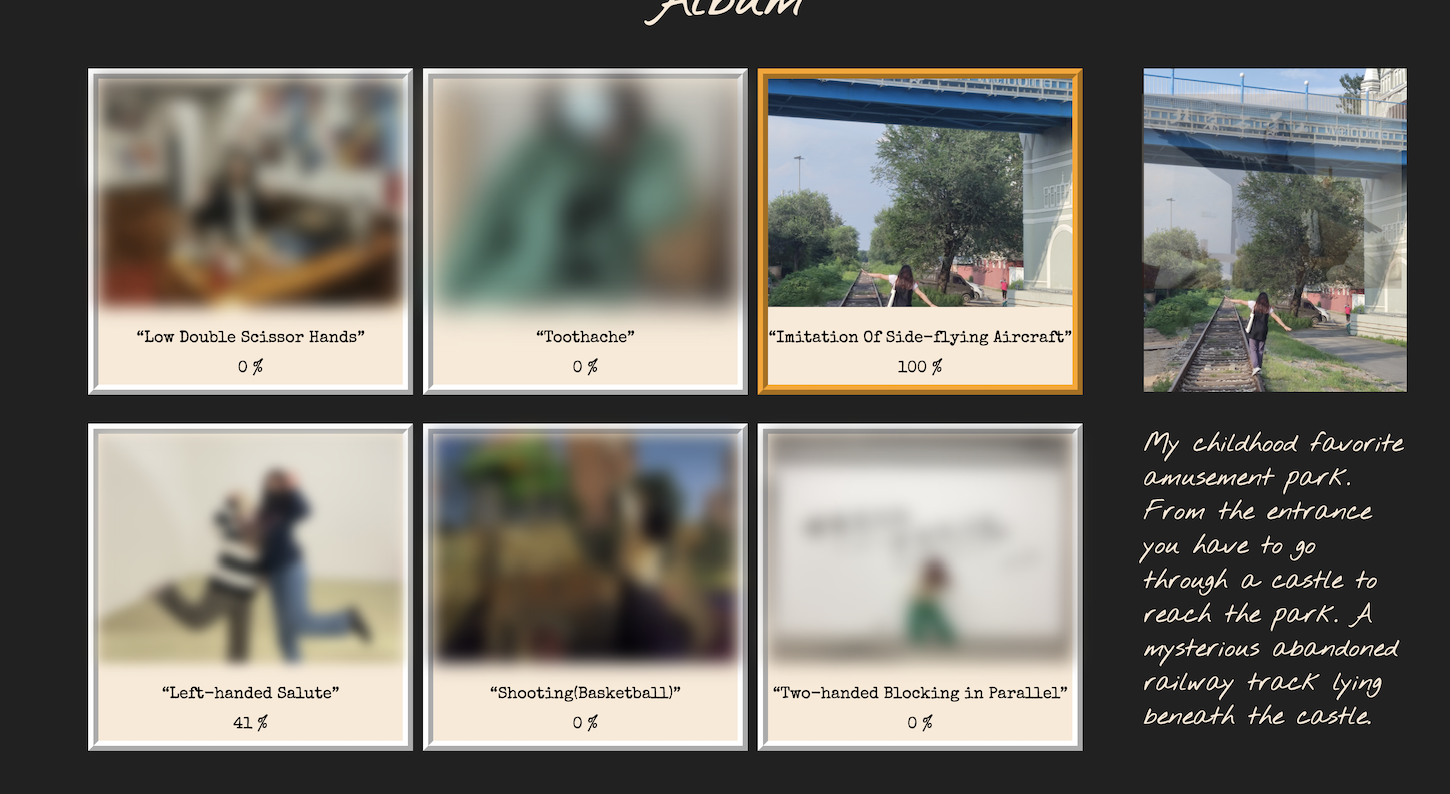 Album
“Low Double Scissor Hands”
0 %
“Toothache”
0 %
“Imitation Of Side-flying Aircraft”
100 %
“Left-handed Salute”
41 %
“Shooting(Basketball)”
0 %
“Two-handed Blocking in Parallel”
0 %
My childhood favorite
amusement park.
From the entrance
you have to go
through a castle to
reach the park. A
mysterious abandoned
railway track lying
beneath the castle.